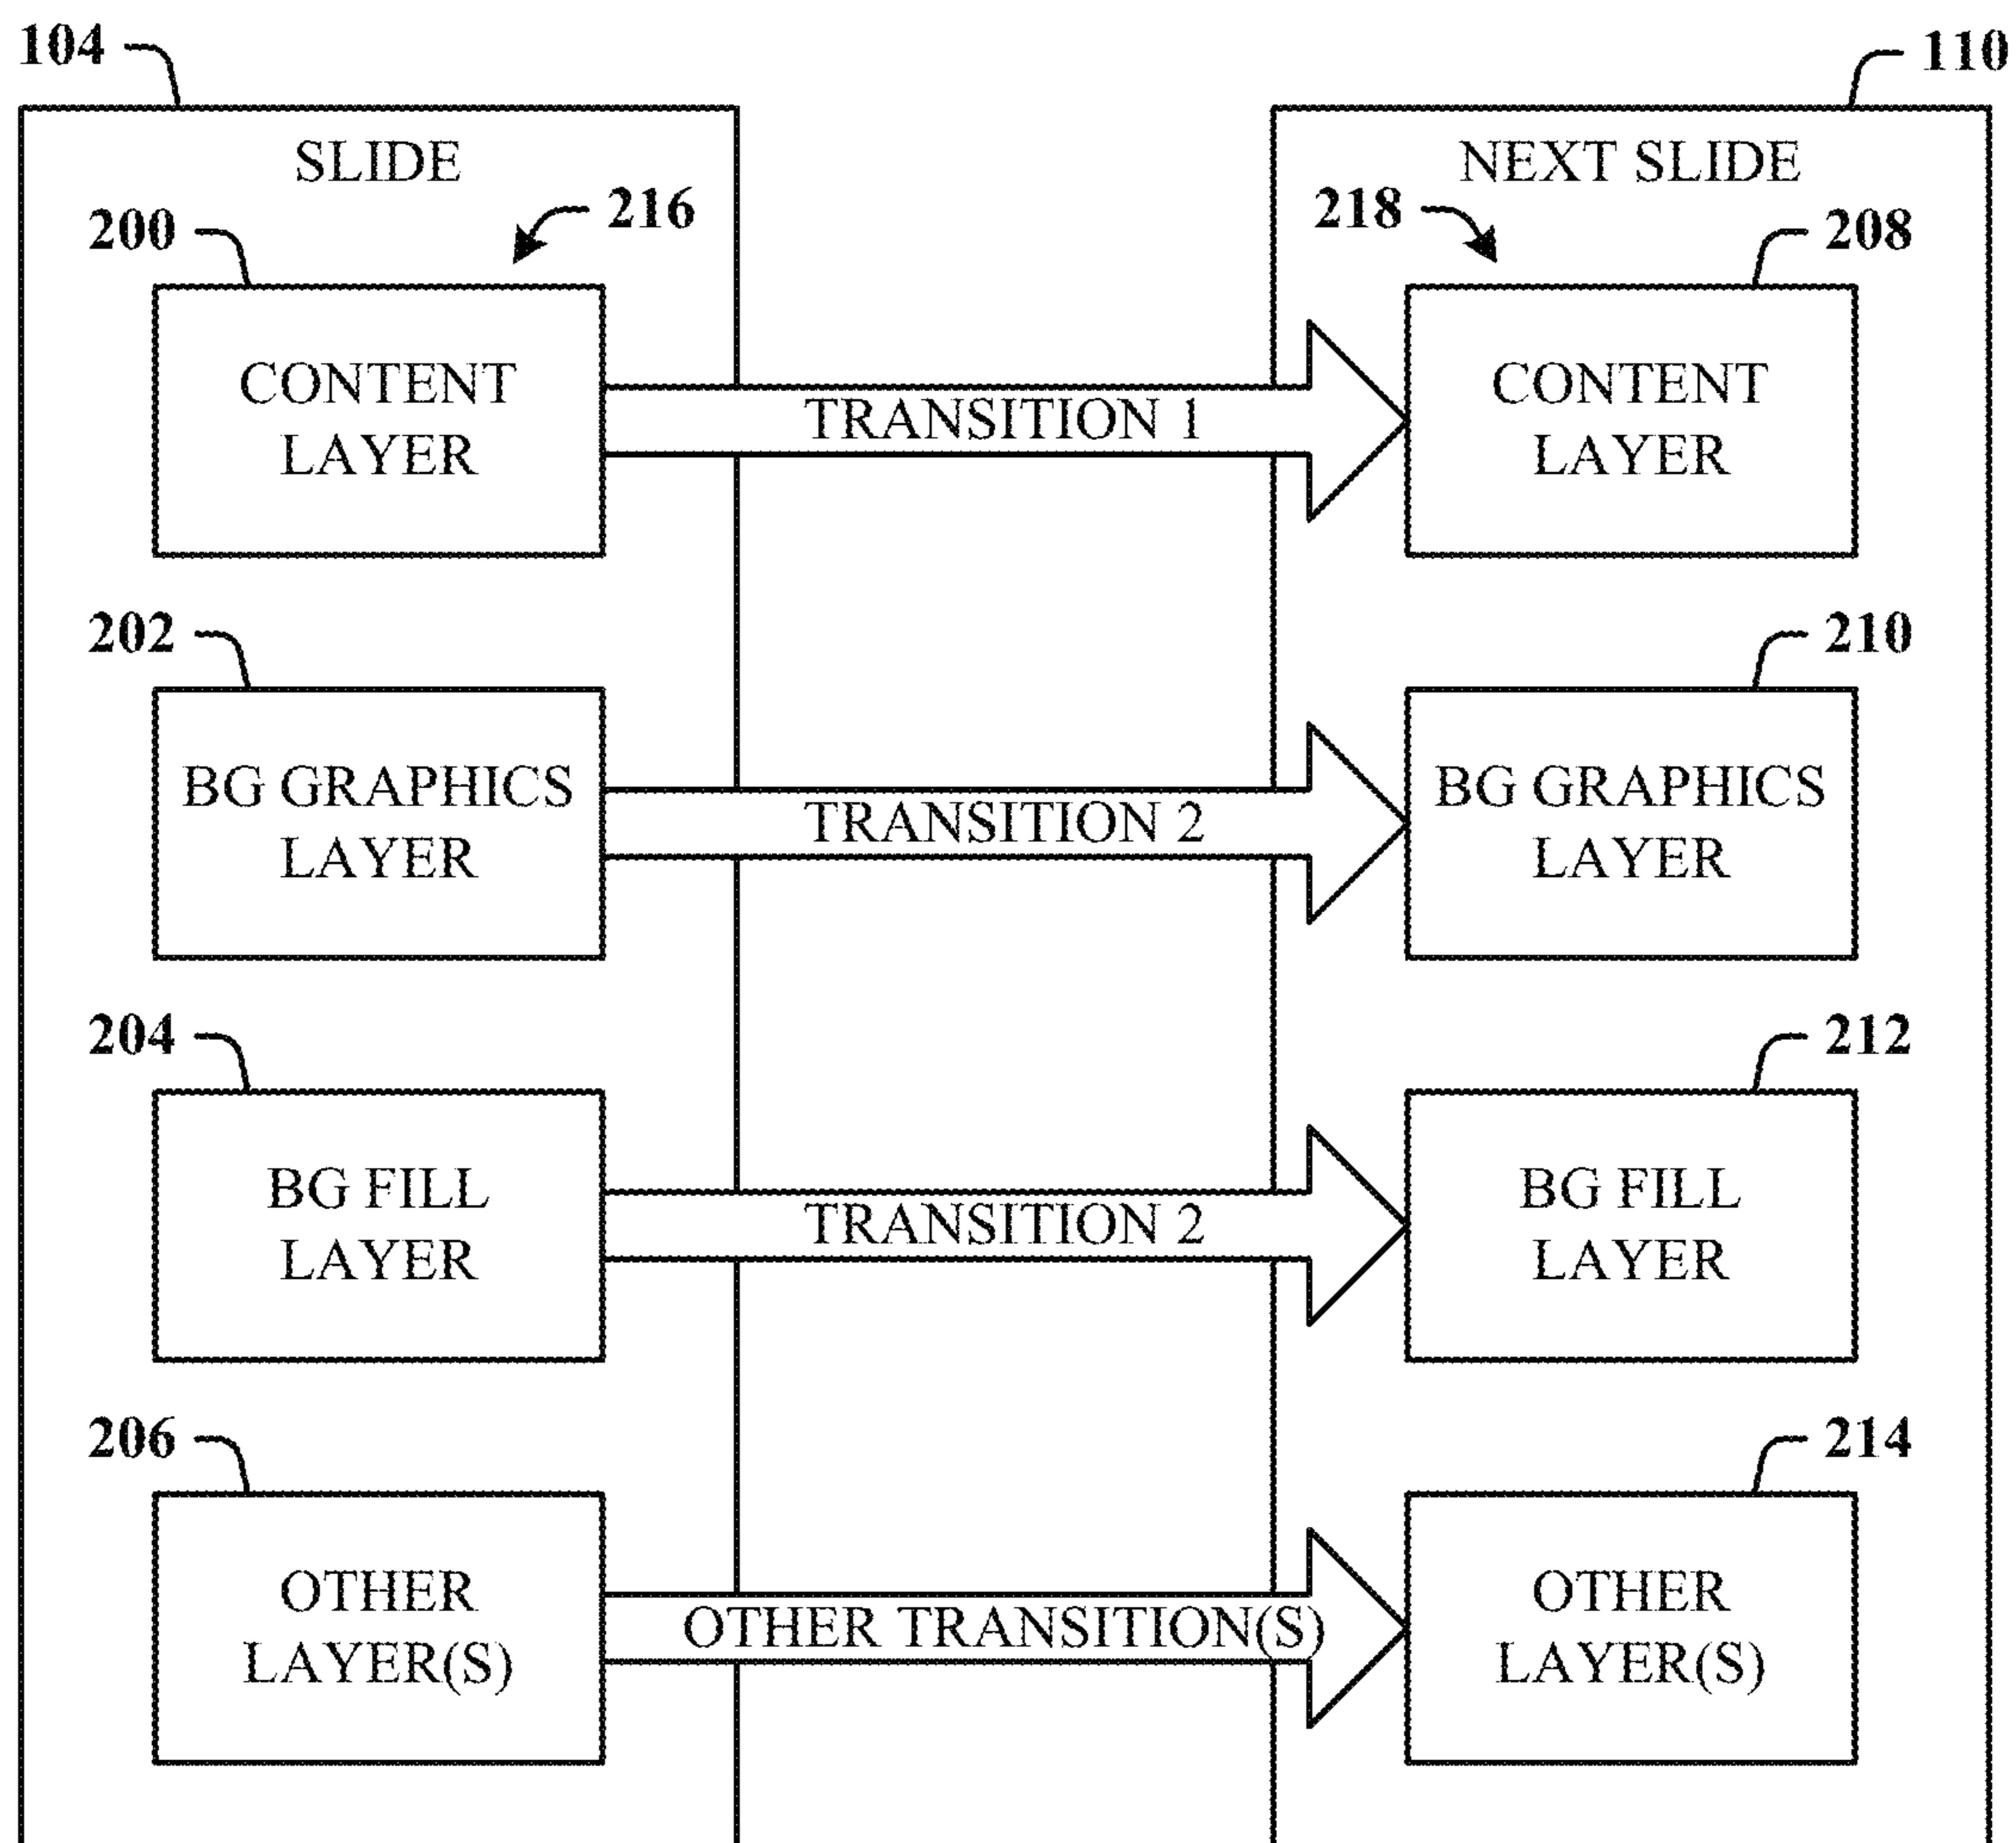 104
110
SLIDE
NEXT SLIDE
200
216
218
208
CONTENT
LAYER
TRANSITION 1
CONTENT
LAYER
202
210
BG GRAPHICS
LAYER
TRANSITION 2
BG GRAPHICS
LAYER
204
212
BG FILL
LAYER
TRANSITION 2
BG FILL
LAYER
206
214
OTHER
LAYER(S)
OTHER TRANSITION(S)
OTHER
LAYER(S)